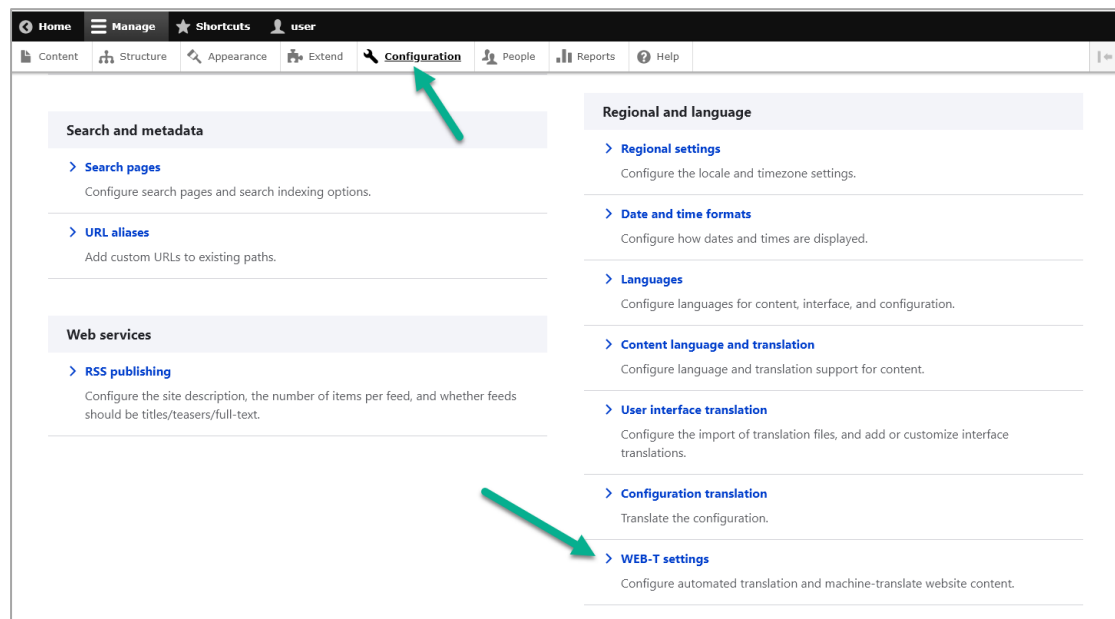 Home Manage Shortcuts user
Content Structure Appearance Extend Configuration People Reports Help
Search and metadata
Search pages
Configure search pages and search indexing options.
URL aliases
Add custom URLs to existing paths.
Web services
RSS publishing
Configure the site description, the number of items per feed, and whether feeds
should be titles/teasers/full-text.
Regional and language
Regional settings
Configure the locale and timezone settings.
Date and time formats
Configure how dates and times are displayed.
Languages
Configure languages for content, interface, and configuration.
Content language and translation
Configure language and translation support for content.
User interface translation
Configure the import of translation files, and add or customize interface
translations.
Configuration translation
Translate the configuration.
WEB-T settings
Configure automated translation and machine-translate website content.